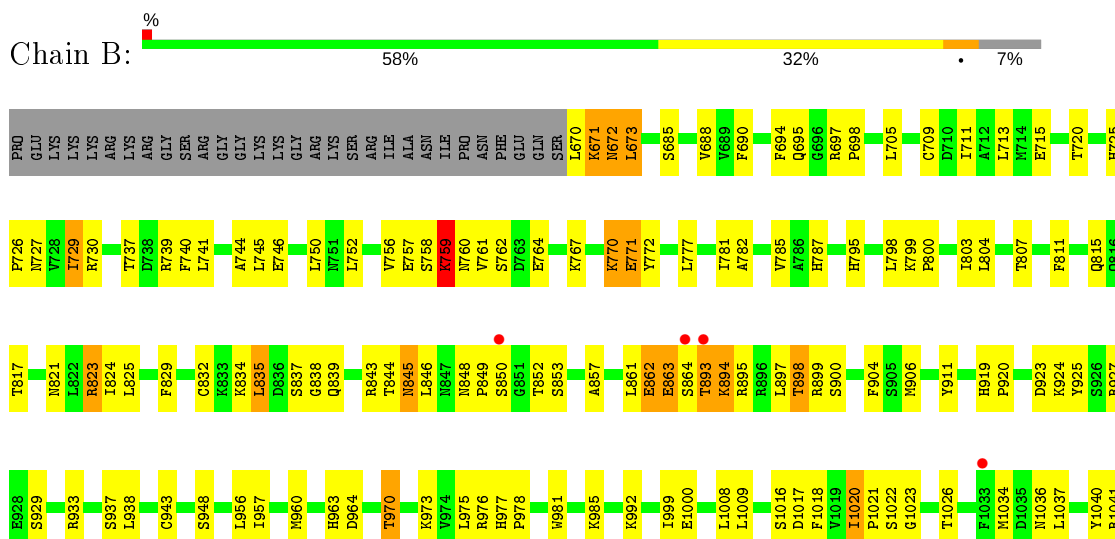 %
Chain B:
58% 32% • 7%
PRO GLU LYS LYS LYS ARG LYS ARG GLY SER ARG GLY GLY LYS LYS GLY ARG SER ARG ILE ALA ASN ILE PRO ASN PHE GLU GLN SER L670 K671 N672 L673 S685 V688 V689 F690 F694 Q695 G696 R697 P698 L705 C709 D710 I711 A712 L713 M714 E715 T720 H725
P726 N727 V728 I729 R730 T737 D738 R739 F740 L741 A744 L745 E746 L750 N751 L752 V756 E757 S758 K759 N760 V761 S762 D763 E764 K767 K770 E771 Y772 L777 I781 A782 V785 A786 H787 H795 L798 K799 P800 I803 L804 T807 F811 Q815 D816
T817 N821 L822 R823 I824 L825 F829 C832 K833 K834 L835 D836 S837 G838 Q839 R843 T844 N845 L846 N847 N848 P849 S850 G851 T852 S853 A857 L861 E862 E863 S864 T893 K894 R895 R896 L897 T898 R899 S900 F904 S905 M906 Y911 H919 P920 D923 K924 Y925 S926 R927
E928 S929 R933 S937 L938 C943 S948 L956 I957 M960 H963 D964 T970 K973 V974 L975 R976 H977 P978 W981 K985 K992 I999 E1000 L1008 L1009 S1016 D1017 F1018 V1019 I1020 P1021 S1022 G1023 T1026 F1033 M1034 D1035 N1036 L1037 Y1040 R1041